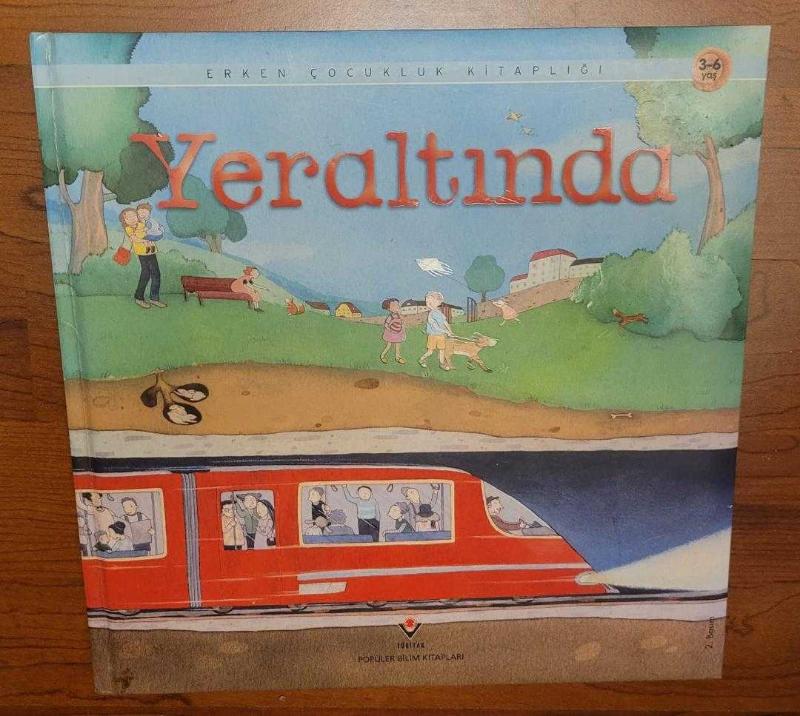 ERKEN ÇOCUKLUK KİTAPLIĞI
3-6
yaş
Yeraltında
TÜBİTAK
POPÜLER BİLİM KİTAPLARI
2. Basım